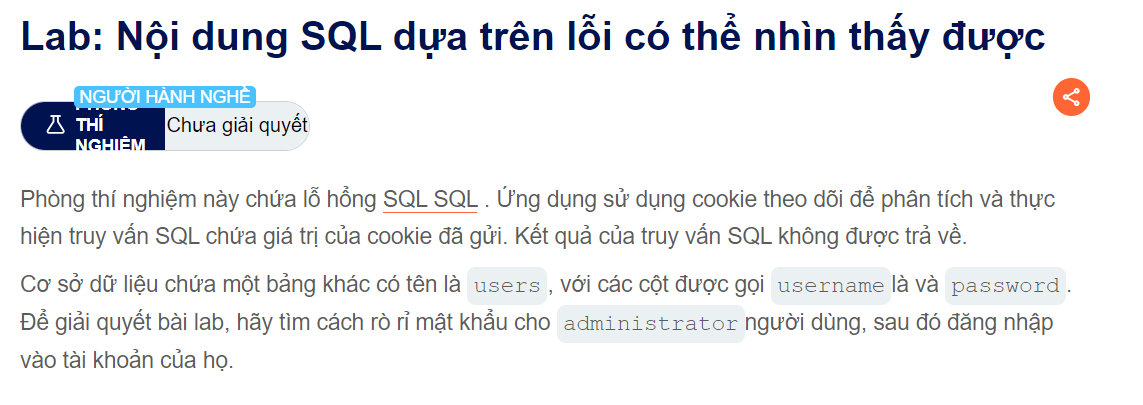 Lab: Nội dung SQL dựa trên lỗi có thể nhìn thấy được
NGƯỜI HÀNH NGHỀ
PHÒNG
THÍ
NGHIỆM
Chưa giải quyết
Phòng thí nghiệm này chứa lỗ hổng SQL SQL . Ứng dụng sử dụng cookie theo dõi để phân tích và thực
hiện truy vấn SQL chứa giá trị của cookie đã gửi. Kết quả của truy vấn SQL không được trả về.
Cơ sở dữ liệu chứa một bảng khác có tên là users , với các cột được gọi username là và password .
Để giải quyết bài lab, hãy tìm cách rò rỉ mật khẩu cho administrator người dùng, sau đó đăng nhập
vào tài khoản của họ.